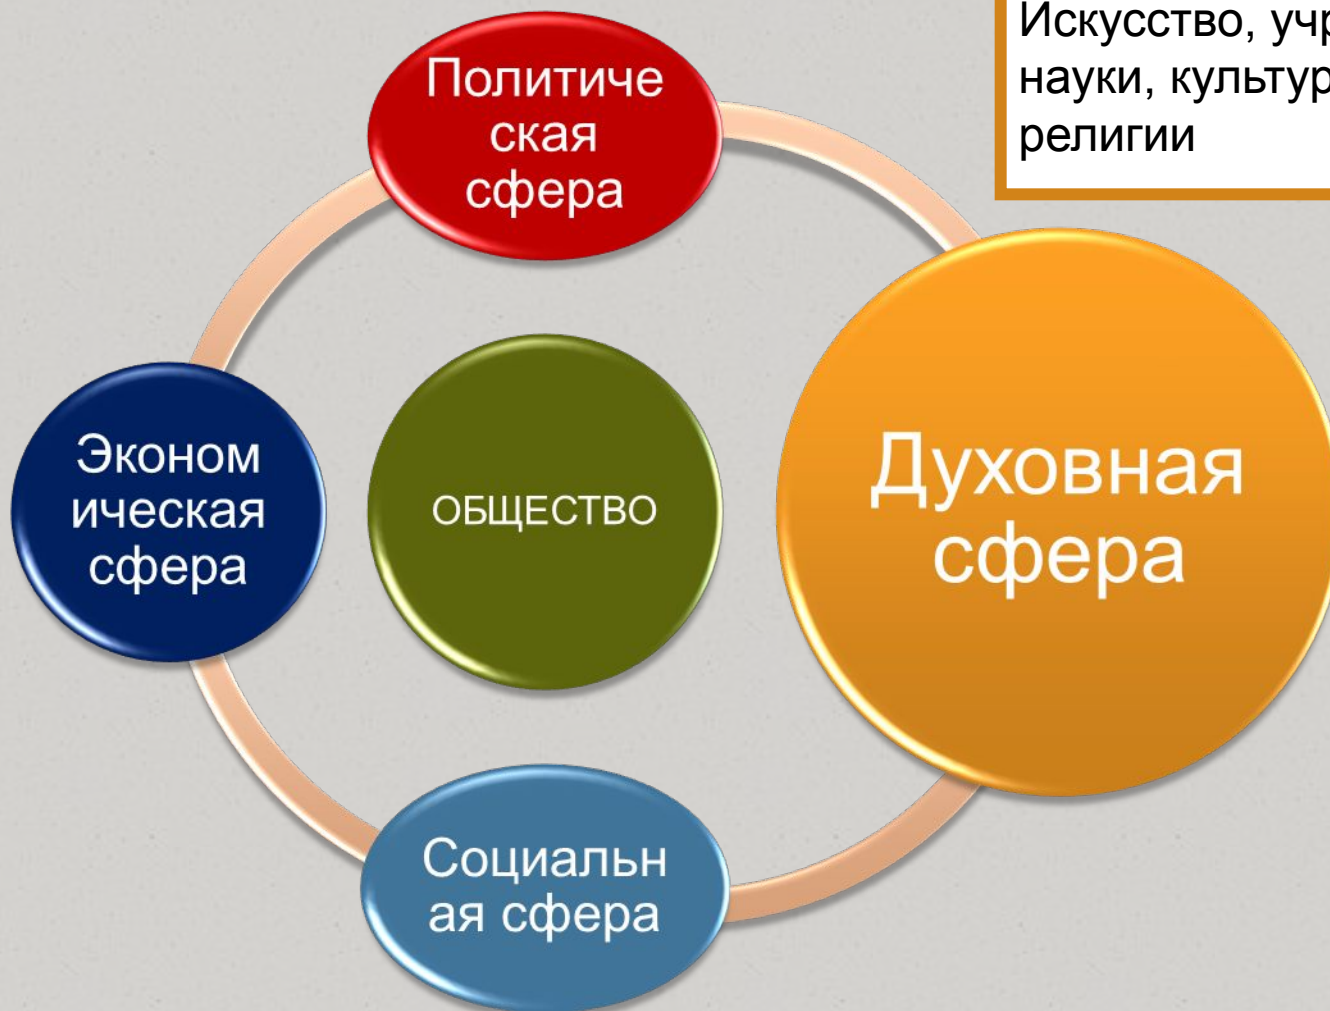 Искусство,
науки,
религии
Политиче
ская
сфера
Эконом
ическая
сфера
ОБЩЕСТВО
Духовная
сфера
Социальн
ая сфера